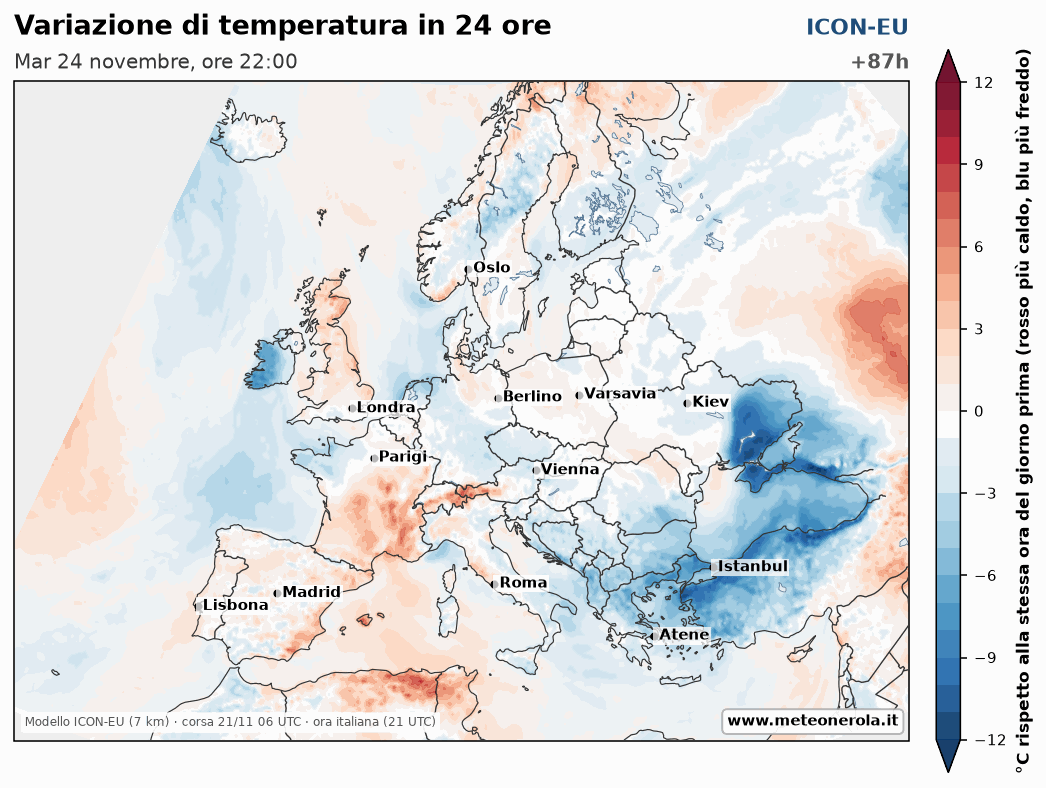 Variazione di temperatura in 24 ore
ICON-EU
Mar 24 novembre, ore 22:00
+87h
Oslo
Berlino
Varsavia
Kiev
Londra
Parigi
Vienna
Istanbul
Roma
Madrid
Lisbona
Atene
Modello ICON-EU (7 km) · corsa 21/11 06 UTC · ora italiana (21 UTC)
www.meteonerola.it
12
9
6
3
0
−3
−6
−9
−12
°C rispetto alla stessa ora del giorno prima (rosso più caldo, blu più freddo)